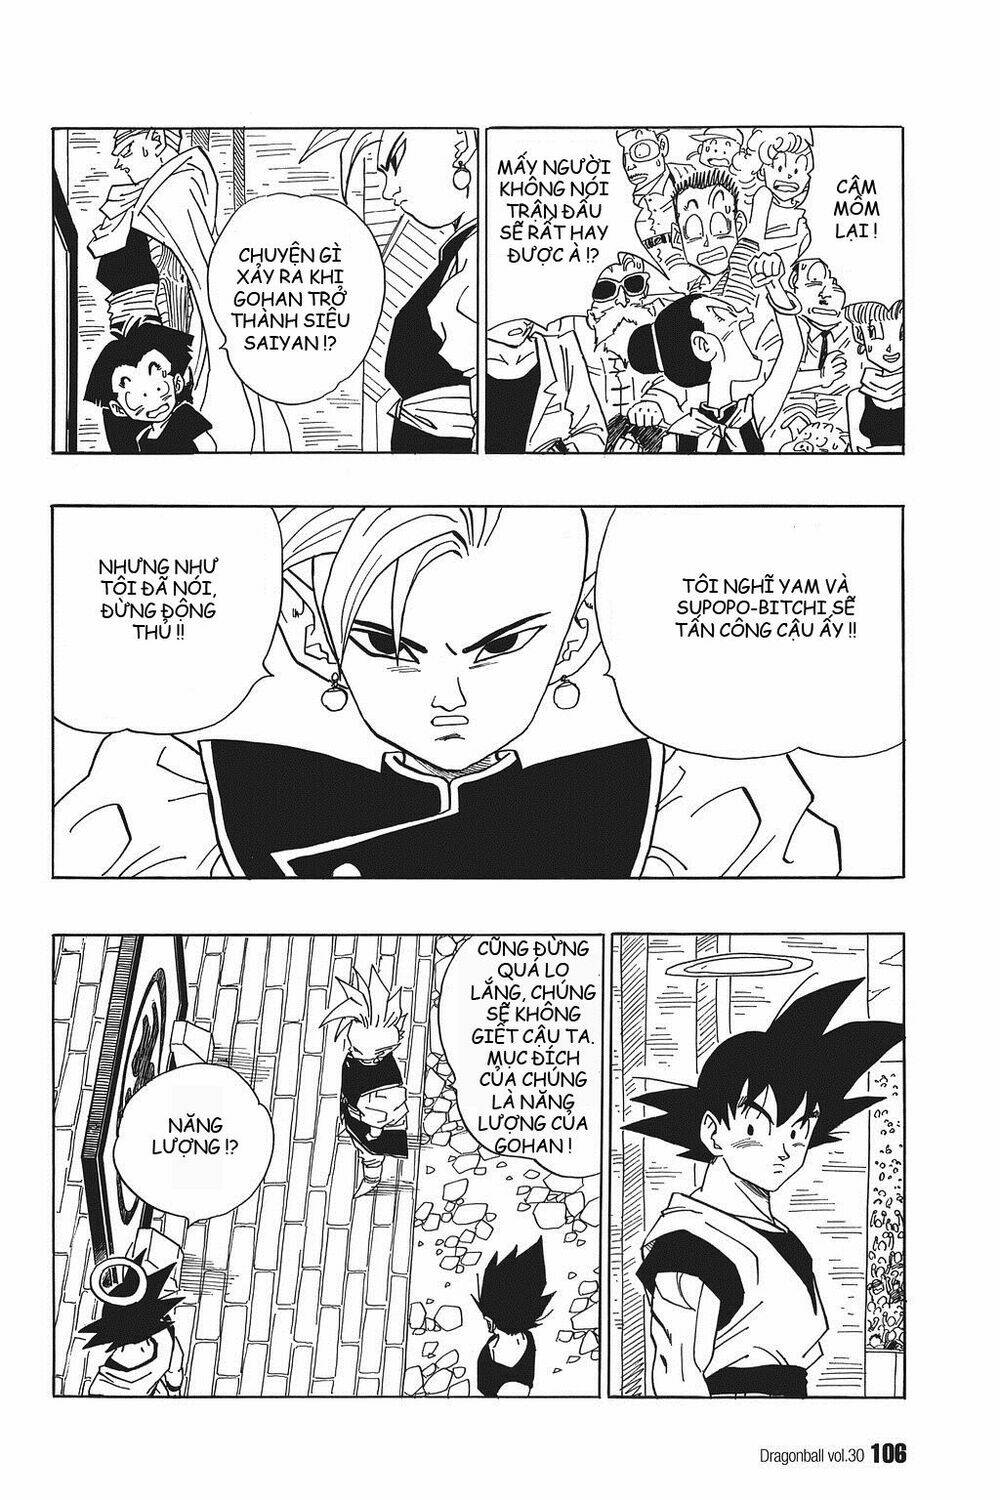 CÂM
MỒM
LẠI !
MẤY NGƯỜI
KHÔNG NÓI
TRẬN ĐẤU
SẼ RẤT HAY
ĐƯỢC À !?
CHUYỆN GÌ
XẢY RA KHI
GOHAN TRỞ
THÀNH SIÊU
SAIYAN !?
TÔI NGHĨ YAM VÀ
SUPOPO-BITCHI SẼ
TẤN CÔNG CẬU ẤY !!
NHƯNG NHƯ
TÔI ĐÃ NÓI,
ĐỪNG ĐỘNG
THỦ !!
CŨNG ĐỪNG
QUÁ LO
LẮNG, CHÚNG
SẼ KHÔNG
GIẾT CẬU TA.
MỤC ĐÍCH
CỦA CHÚNG
LÀ NĂNG
LƯỢNG CỦA
GOHAN !
NĂNG
LƯỢNG !?
Dragonball vol.30 106